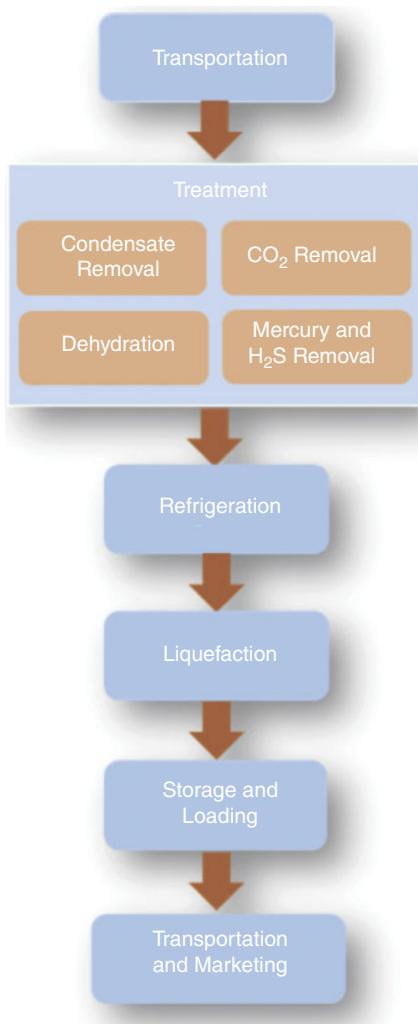 Transportation
Treatment
Condensate
Removal
CO₂ Removal
Dehydration
Mercury and
H₂S Removal
Refrigeration
Liquefaction
Storage and
Loading
Transportation
and Marketing